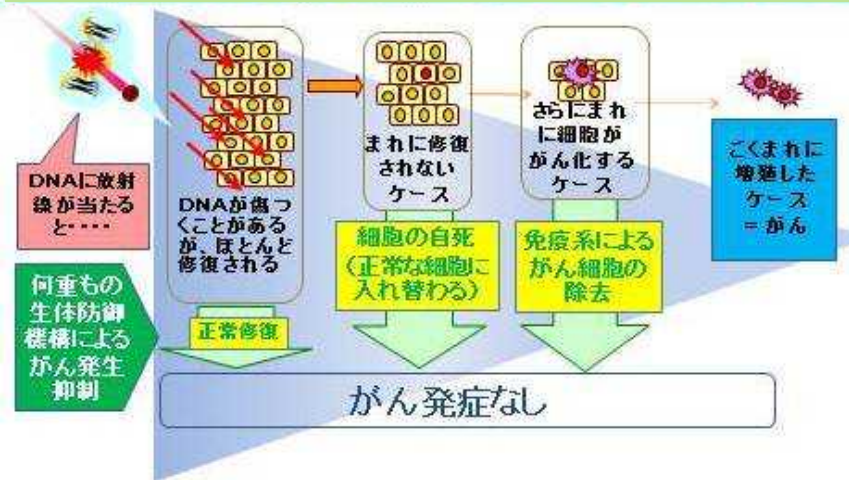 DNAに放射
線が当たる
と・・・・
DNAが傷つ
くことがある
が、ほとんど
修復される
まれに修復
されない
ケース
さらにまれ
に細胞が
がん化する
ケース
ごくまれに
増殖した
ケース
=がん
何重もの
生体防御
機構による
がん発生
抑制
正常修復
細胞の自死
(正常な細胞に
入れ替わる)
免疫系による
がん細胞の
除去
がん発症なし